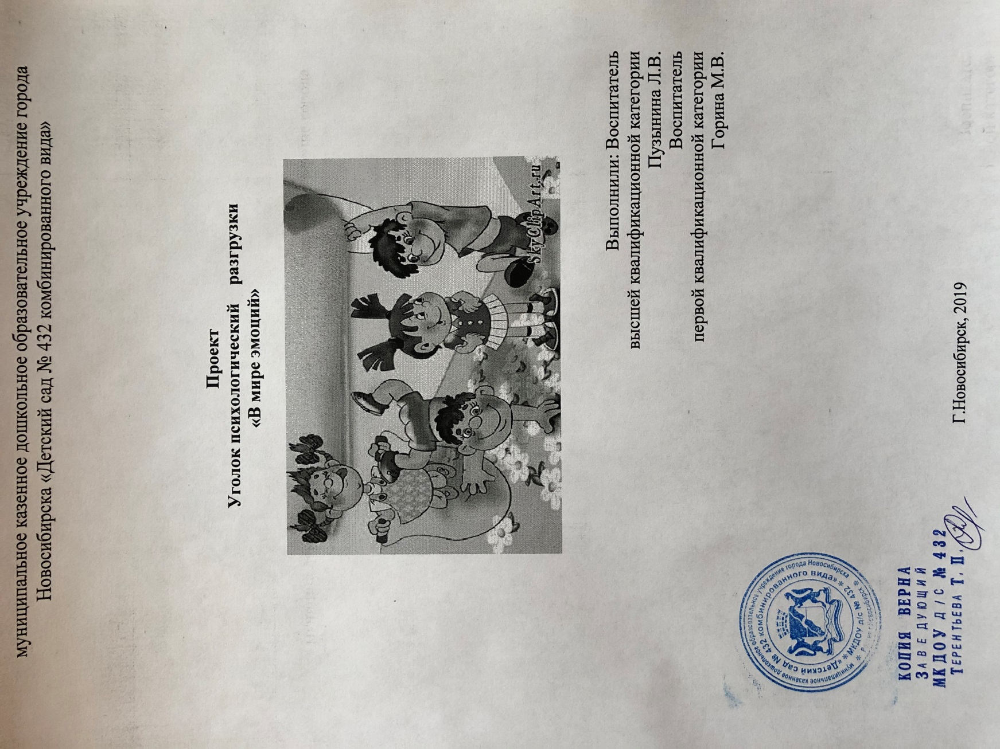 муниципальное казенное дошкольное образовательное учреждение города
Новосибирска «Детский сад № 432 комбинированного вида»
Проект
Уголок психологический разгрузки
«В мире эмоций»
SkyClipArt.ru
Выполнили: Воспитатель
высшей квалификационной категории
Пузынина Л.В.
Воспитатель
первой квалификационной категории
Горина М.В.
муниципальное казенное дошкольное образовательное учреждение города Новосибирска
«Детский сад № 432 комбинированного вида»
МКДОУ д/с № 432
КОПИЯ ВЕРНА
ЗАВЕДУЮЩИЙ
МКДОУ Д/С № 432
ТЕРЕНТЬЕВА Т. П.
Г.Новосибирск, 2019